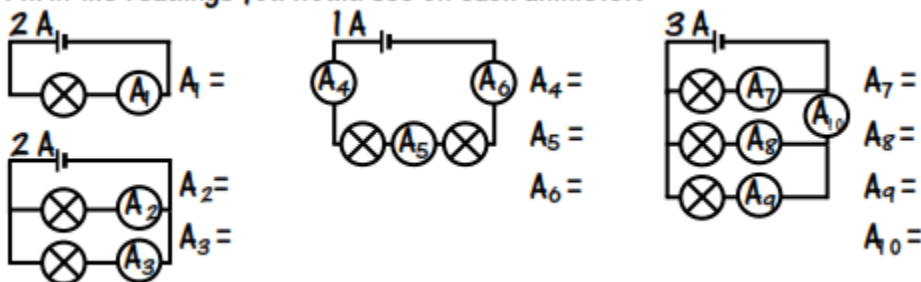 Fill in the readings you would see on each ammeter.
2 A
A₁
A₁ =
2 A
A₂
A₂=
A₃
A₃ =
1 A
A₄
A₆
A₅
A₄ =
A₅ =
A₆ =
3 A
A₇
A₁₀
A₈
A₉
A₇ =
A₈ =
A₉ =
A₁₀ =